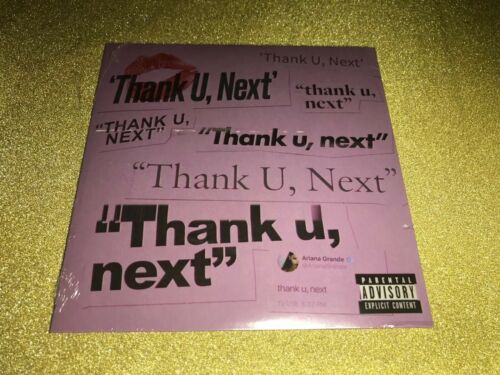 'Thank U, Next'
'Thank U, Next'
“thank u,
next”
“THANK U,
NEXT”
“Thank u, next”
“Thank U, Next”
“Thank u,
next”
Ariana Grande
@ArianaGrande
thank u, next
PARENTAL
ADVISORY
EXPLICIT CONTENT